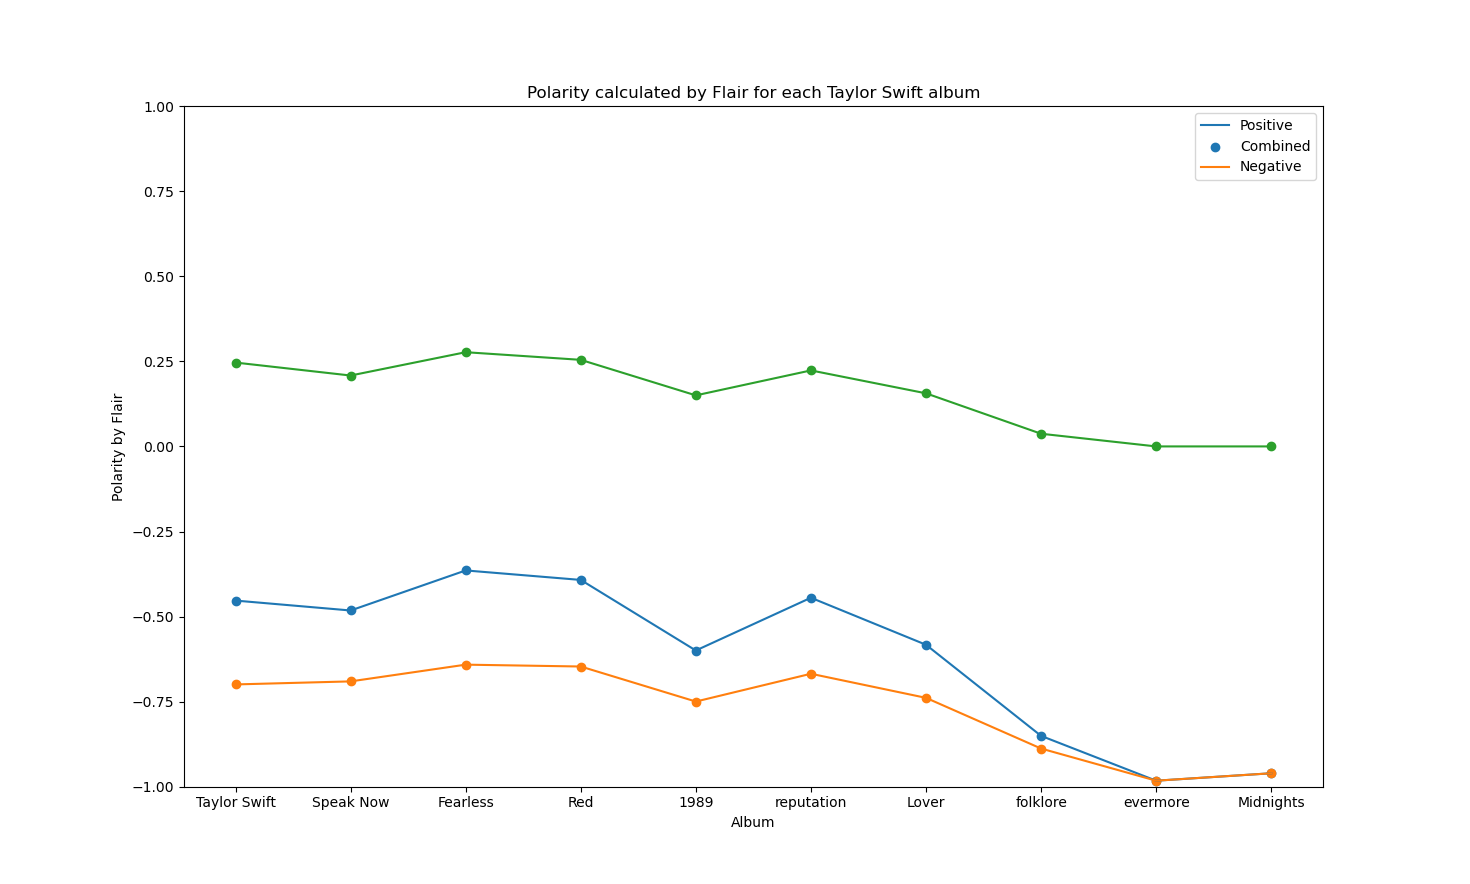 Polarity calculated by Flair for each Taylor Swift album
Positive
Combined
Negative
1.00
0.75
0.50
0.25
0.00
−0.25
−0.50
−0.75
−1.00
Polarity by Flair
Taylor Swift Speak Now Fearless Red 1989 reputation Lover folklore evermore Midnights
Album